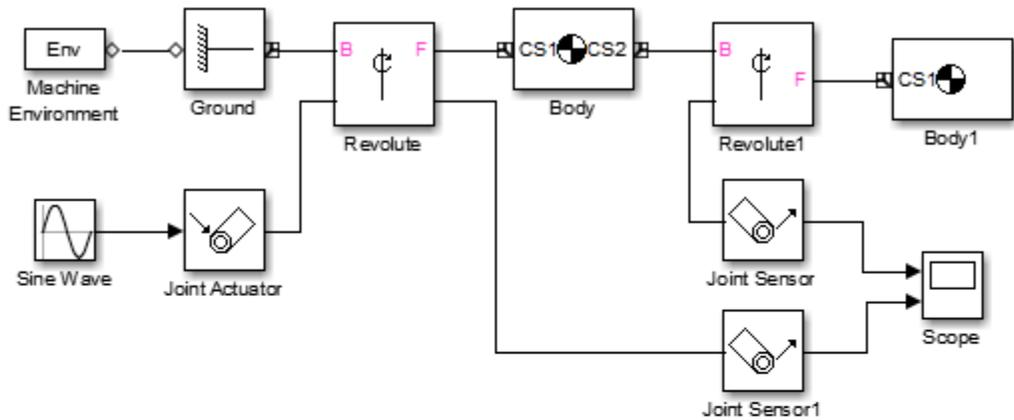 Env
Machine
Environment
Ground
B F
Revolute
CS1 CS2
Body
B
F
Revolute1
CS1
Body1
Sine Wave
Joint Actuator
Joint Sensor
Scope
Joint Sensor1